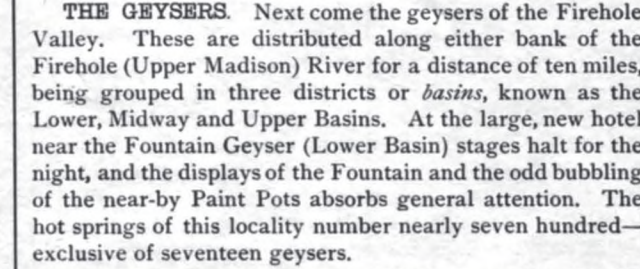 THE GEYSERS. Next come the geysers of the Firehole
Valley. These are distributed along either bank of the
Firehole (Upper Madison) River for a distance of ten miles,
being grouped in three districts or basins, known as the
Lower, Midway and Upper Basins. At the large, new hotel
near the Fountain Geyser (Lower Basin) stages halt for the
night, and the displays of the Fountain and the odd bubbling
of the near-by Paint Pots absorbs general attention. The
hot springs of this locality number nearly seven hundred—
exclusive of seventeen geysers.